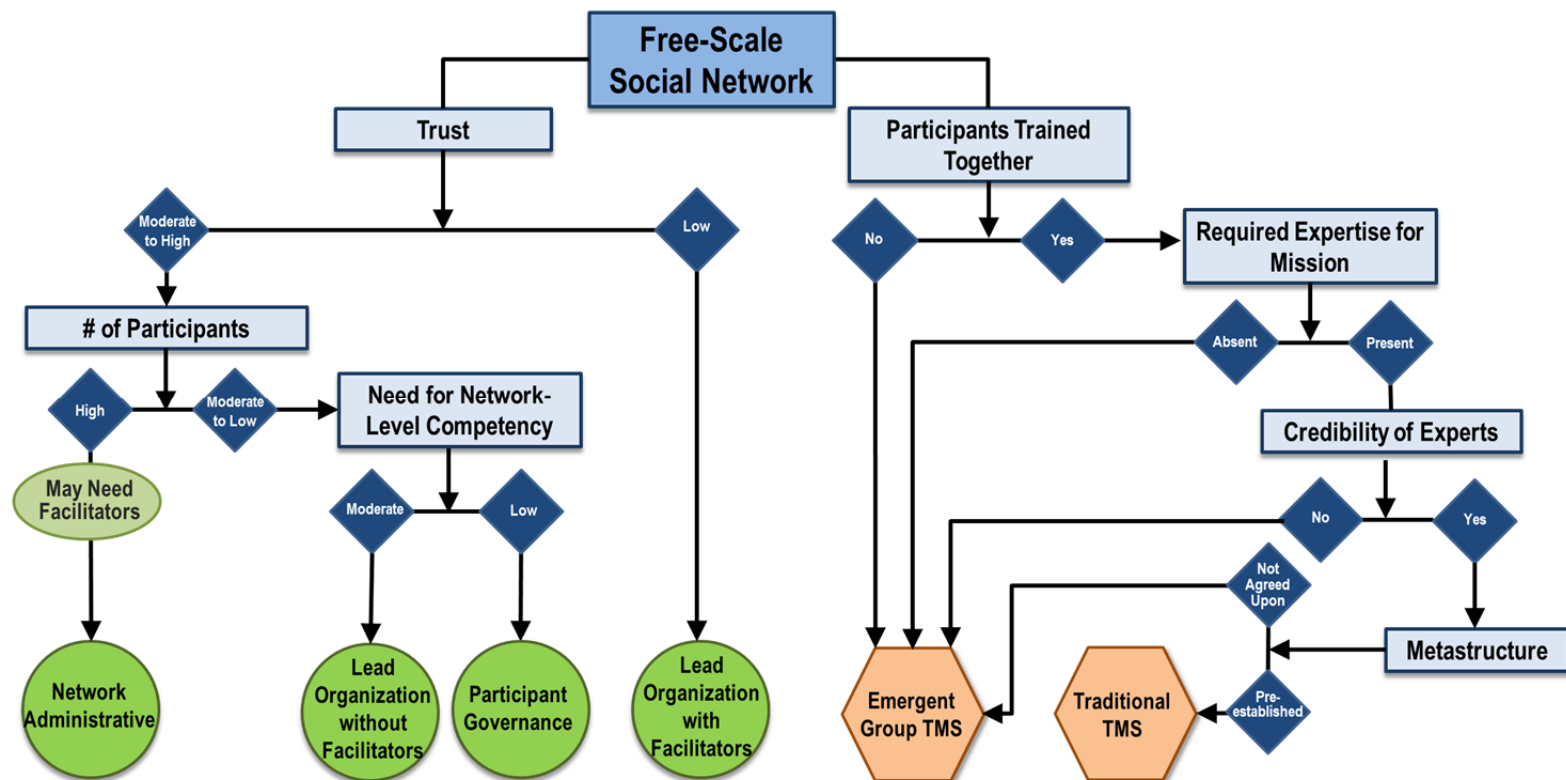 Free-Scale
Social Network
Trust
Participants Trained
Together
Moderate
to High
Low
No
Yes
Required Expertise for
Mission
# of Participants
Absent
Present
High
Moderate
to Low
Need for Network-
Level Competency
Credibility of Experts
May Need
Facilitators
Moderate
Low
No
Yes
Not
Agreed
Upon
Metastructure
Pre-
established
Network
Administrative
Lead
Organization
without
Facilitators
Participant
Governance
Lead
Organization
with
Facilitators
Emergent
Group TMS
Traditional
TMS